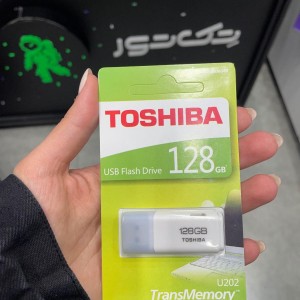 TOSHIBA
USB Flash Drive 128GB
128GB
TOSHIBA
U202
TransMemory